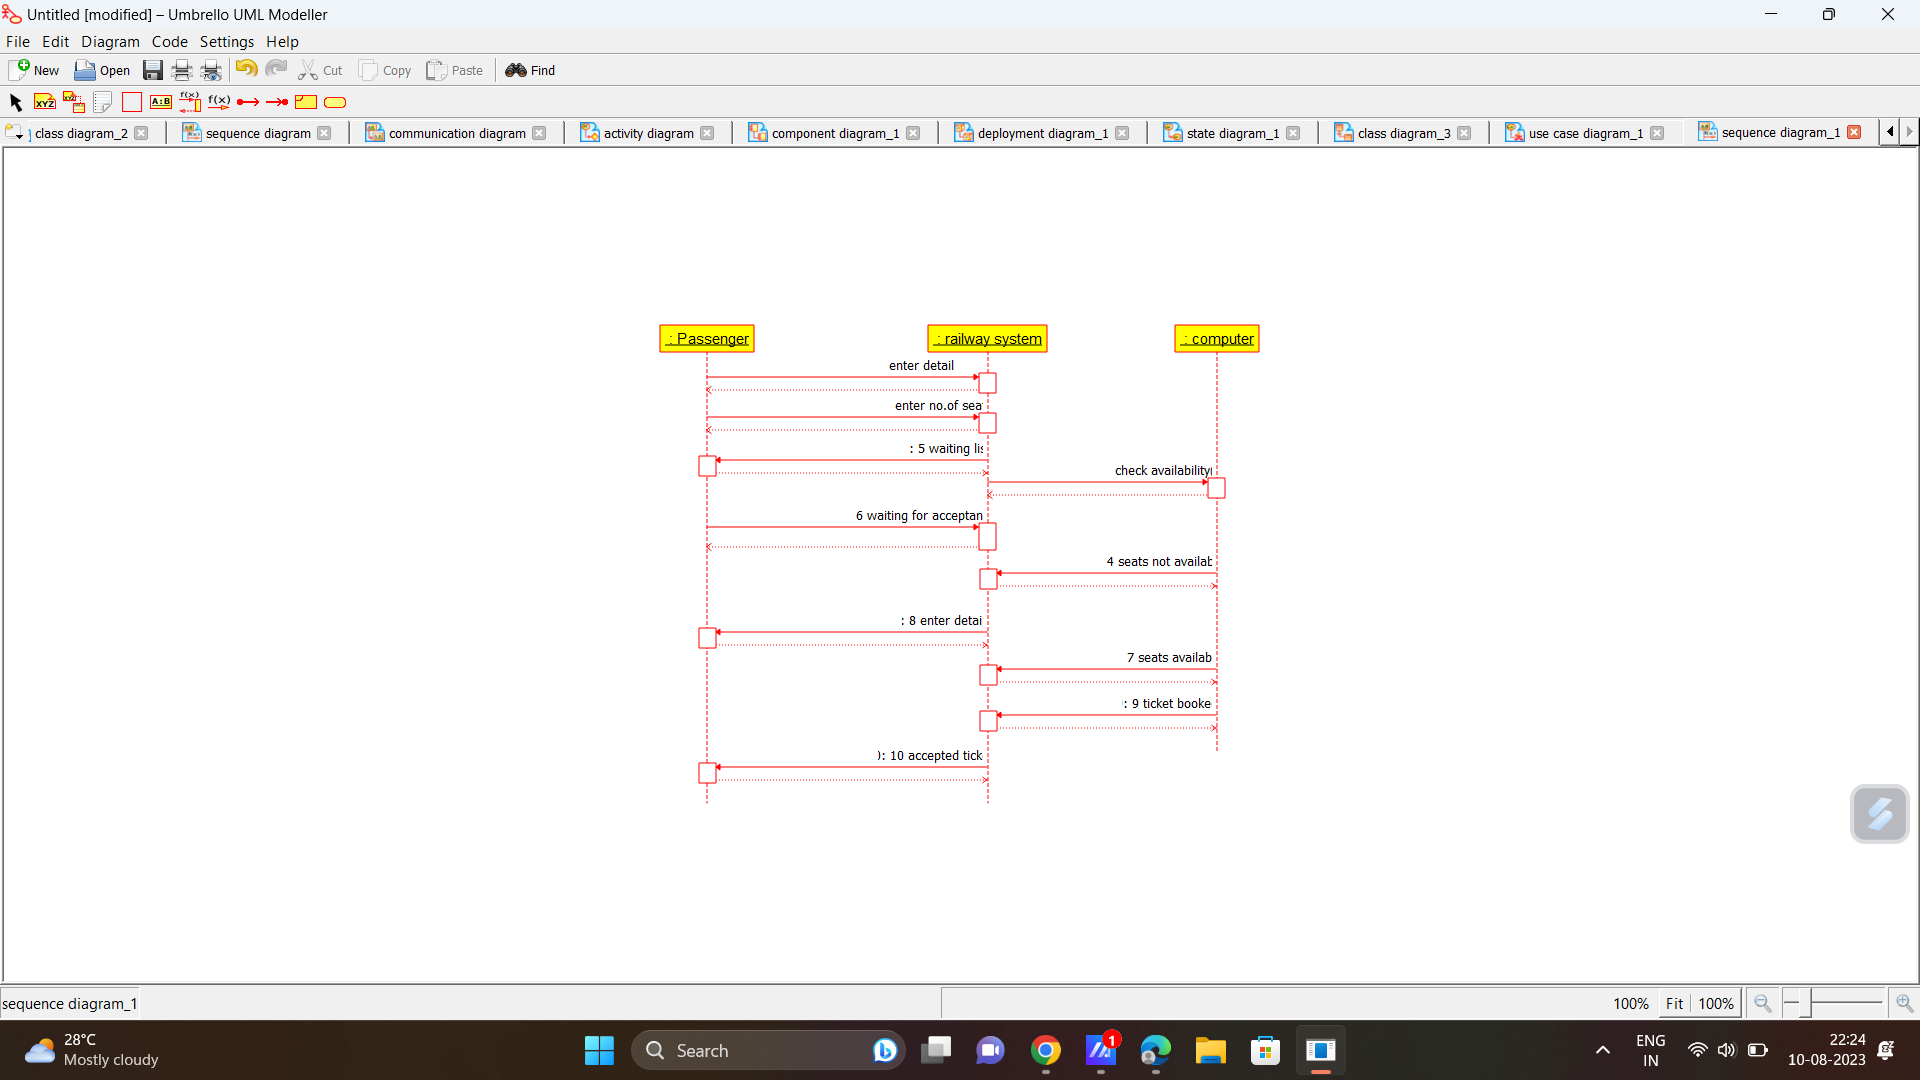 Untitled [modified] – Umbrello UML Modeller
File Edit Diagram Code Settings Help
New Open Cut Copy Paste Find
XYZ XYZ A:B f(x) f(x)
class diagram_2 sequence diagram communication diagram activity diagram component diagram_1 deployment diagram_1 state diagram_1 class diagram_3 use case diagram_1 sequence diagram_1
: Passenger : railway system : computer
enter detail
enter no.of sea
: 5 waiting lis
check availability
6 waiting for acceptan
4 seats not availab
: 8 enter detai
7 seats availab
: 9 ticket booke
): 10 accepted tick
sequence diagram_1 100% Fit 100%
28°C
Mostly cloudy
Search
1
ENG
IN
22:24
10-08-2023